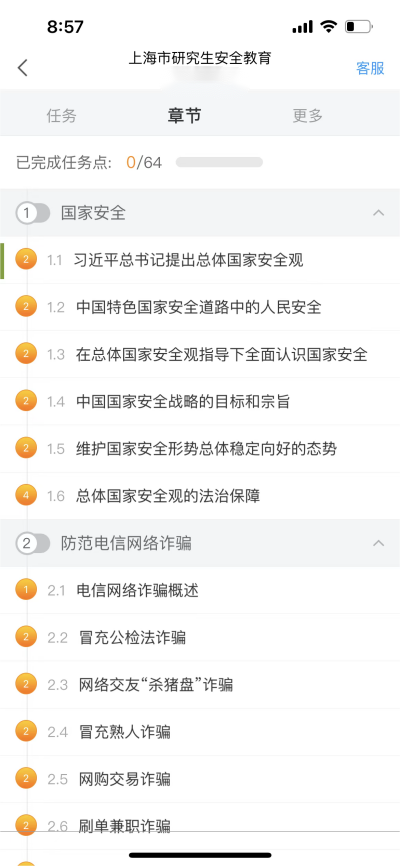 8:57
上海市研究生安全教育
客服
任务
章节
更多
已完成任务点: 0/64
1 国家安全
2 1.1 习近平总书记提出总体国家安全观
2 1.2 中国特色国家安全道路中的人民安全
2 1.3 在总体国家安全观指导下全面认识国家安全
2 1.4 中国国家安全战略的目标和宗旨
2 1.5 维护国家安全形势总体稳定向好的态势
4 1.6 总体国家安全观的法治保障
2 防范电信网络诈骗
1 2.1 电信网络诈骗概述
2 2.2 冒充公检法诈骗
2 2.3 网络交友“杀猪盘”诈骗
2 2.4 冒充熟人诈骗
2 2.5 网购交易诈骗
2 2.6 刷单兼职诈骗